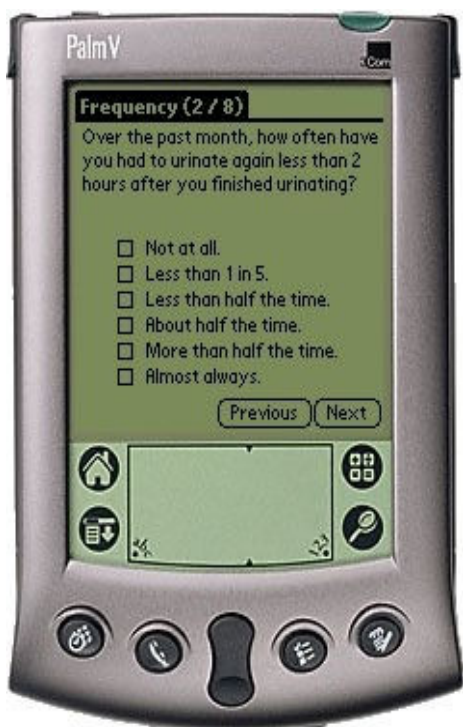 Palm V
3Com
Frequency (2 / 8)
Over the past month, how often have
you had to urinate again less than 2
hours after you finished urinating?
Not at all.
Less than 1 in 5.
Less than half the time.
About half the time.
More than half the time.
Almost always.
Previous Next